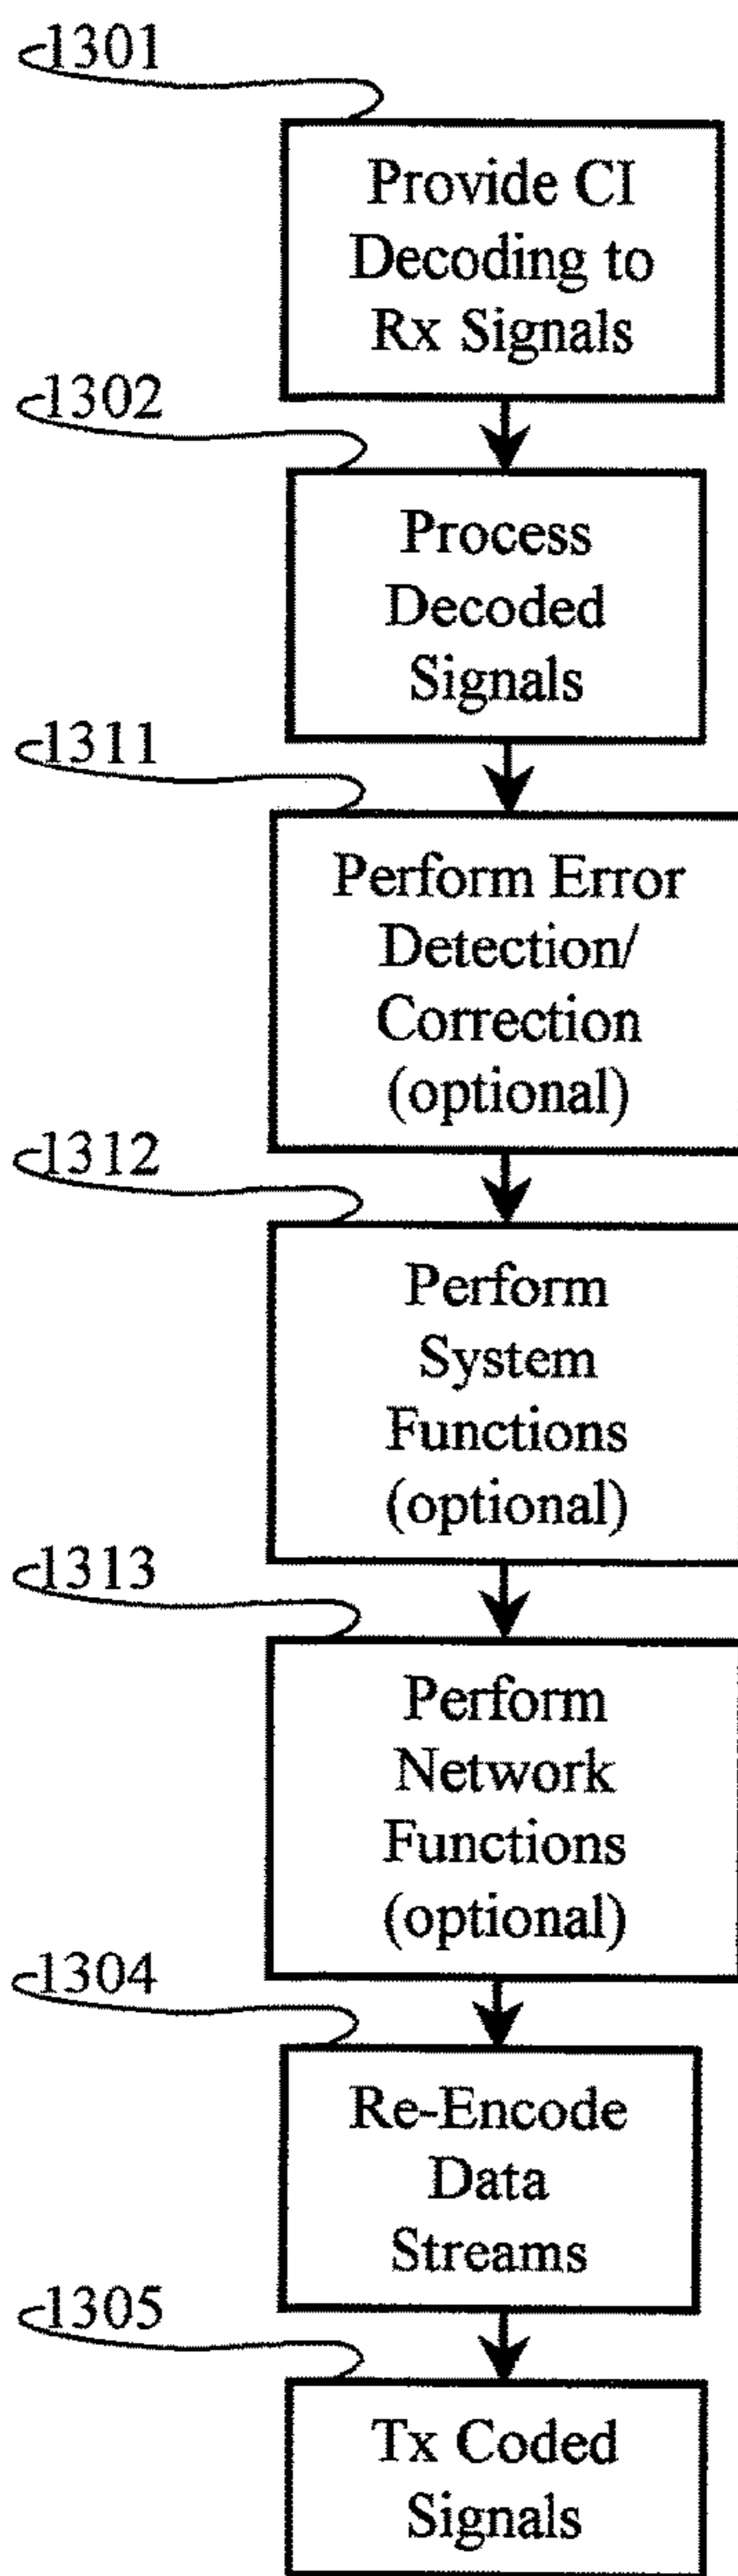 1301
Provide CI
Decoding to
Rx Signals
1302
Process
Decoded
Signals
1311
Perform Error
Detection/
Correction
(optional)
1312
Perform
System
Functions
(optional)
1313
Perform
Network
Functions
(optional)
1304
Re-Encode
Data
Streams
1305
Tx Coded
Signals